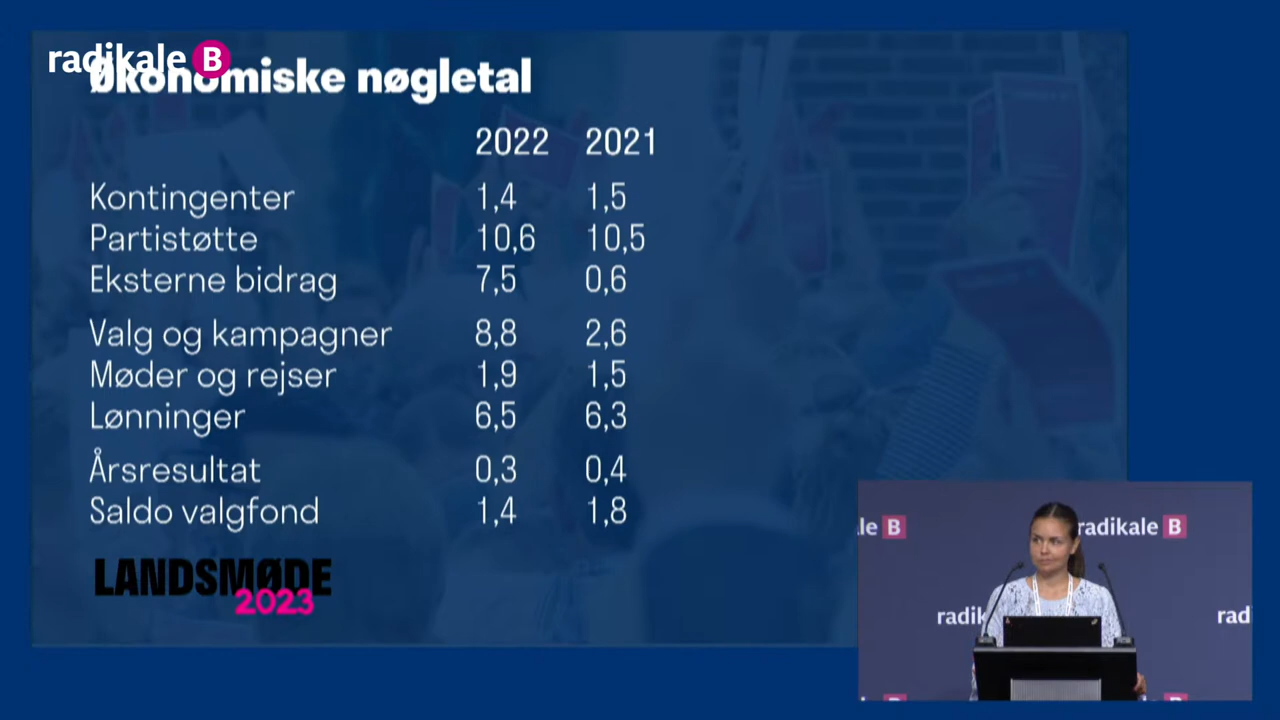 radikale B
Økonomiske nøgletal
2022 2021
Kontingenter 1,4 1,5
Partistøtte 10,6 10,5
Eksterne bidrag 7,5 0,6
Valg og kampagner 8,8 2,6
Møder og rejser 1,9 1,5
Lønninger 6,5 6,3
Årsresultat 0,3 0,4
Saldo valgfond 1,4 1,8
LANDSMØDE
2023
le B
radikale B
radik
rad